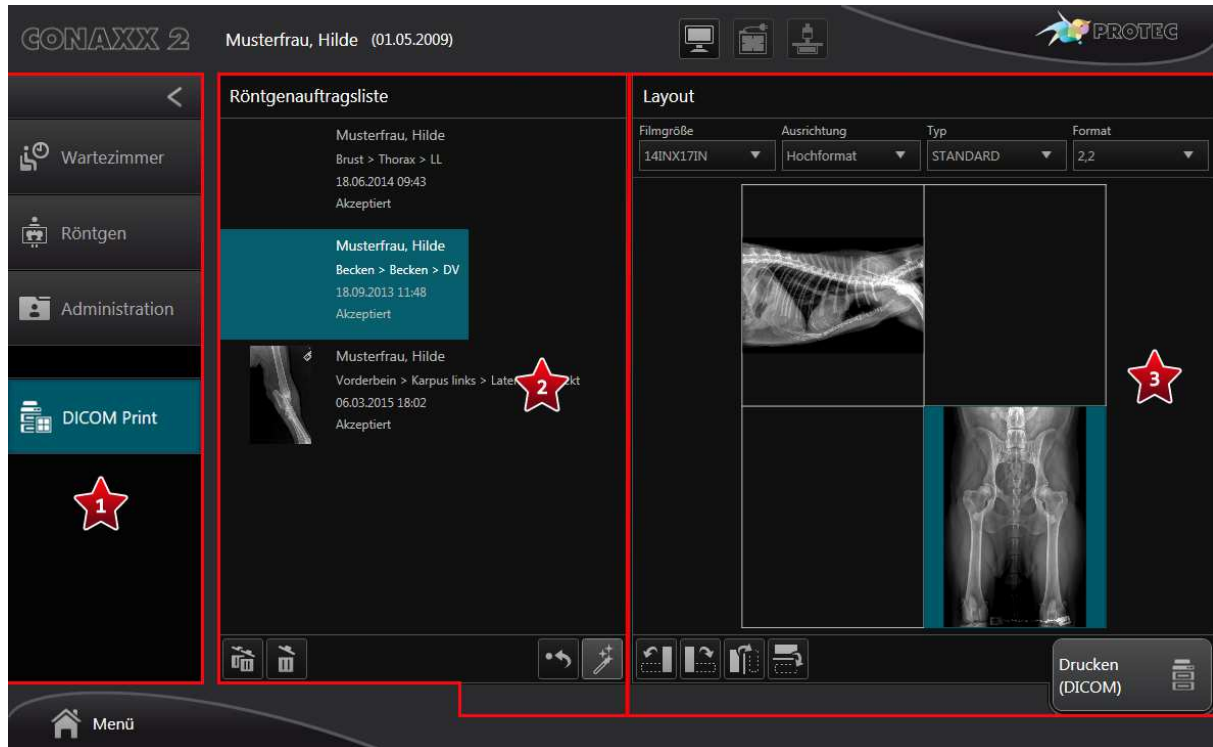 CONAXX 2
Musterfrau, Hilde (01.05.2009)
PROTEC
Wartezimmer
Röntgen
Administration
DICOM Print
1
Röntgenauftragsliste
Musterfrau, Hilde
Brust > Thorax > LL
18.06.2014 09:43
Akzeptiert
Musterfrau, Hilde
Becken > Becken > DV
18.09.2013 11:48
Akzeptiert
Musterfrau, Hilde
Vorderbein > Karpus links >
06.03.2015 18:02
Akzeptiert
2
Layout
Filmgröße Ausrichtung Typ Format
14INX17IN Hochformat STANDARD 2,2
3
Drucken
(DICOM)
Menü